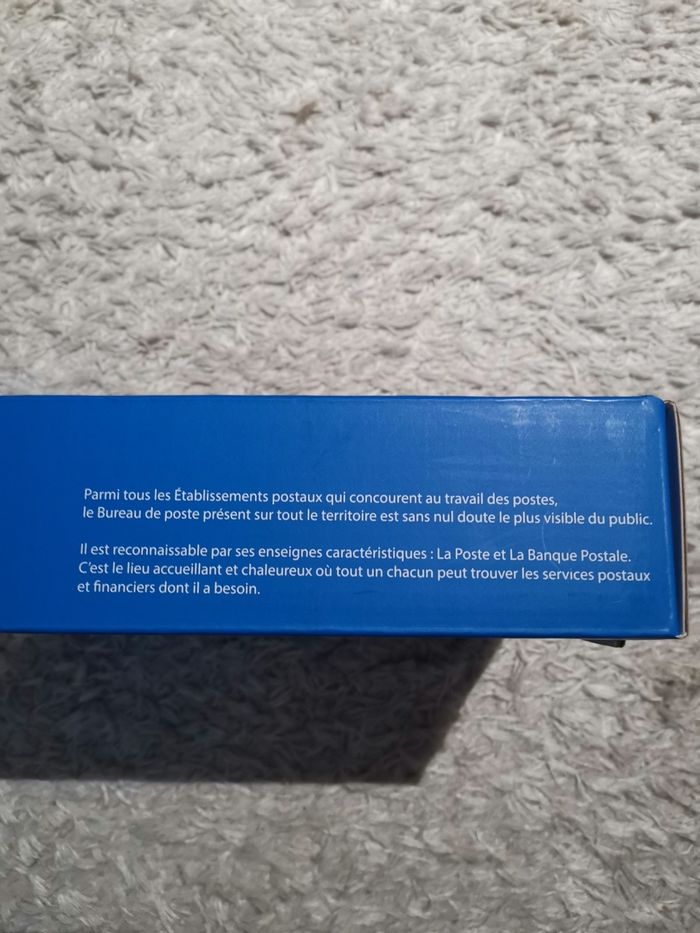 Parmi tous les Établissements postaux qui concourent au travail des postes,
le Bureau de poste présent sur tout le territoire est sans nul doute le plus visible du public.
Il est reconnaissable par ses enseignes caractéristiques : La Poste et La Banque Postale.
C'est le lieu accueillant et chaleureux où tout un chacun peut trouver les services postaux
et financiers dont il a besoin.